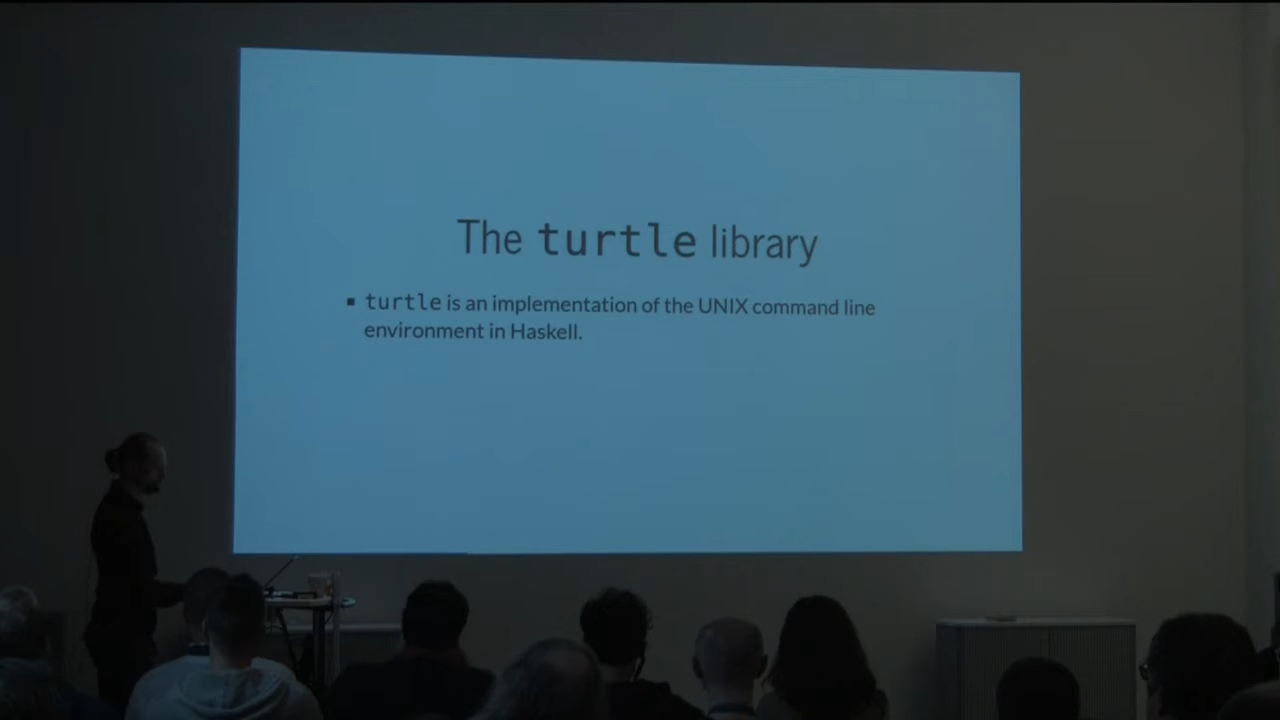 The turtle library
▪ turtle is an implementation of the UNIX command line
environment in Haskell.